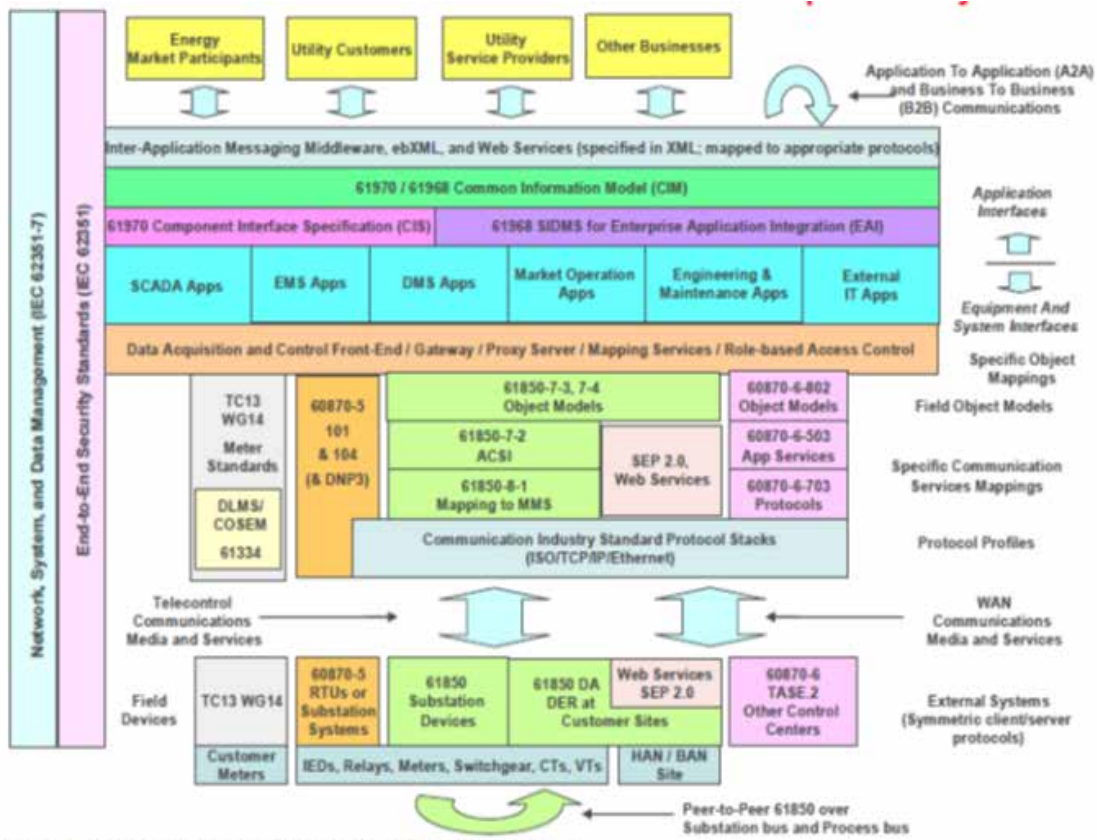 Energy
Market Participants
Utility Customers
Utility
Service Providers
Other Businesses
Application To Application (A2A)
and Business To Business
(B2B) Communications
Inter-Application Messaging Middleware, ebXML, and Web Services (specified in XML; mapped to appropriate protocols)
61970 / 61968 Common Information Model (CIM)
61970 Component Interface Specification (CIS)
61968 SIDMS for Enterprise Application Integration (EAI)
Application
Interfaces
SCADA Apps
EMS Apps
DMS Apps
Market Operation
Apps
Engineering &
Maintenance Apps
External
IT Apps
Equipment And
System Interfaces
Data Acquisition and Control Front-End / Gateway / Proxy Server / Mapping Services / Role-based Access Control
Specific Object
Mappings
Network, System, and Data Management (IEC 62351-7)
End-to-End Security Standards (IEC 62351)
TC13
WG14
Meter
Standards
DLMS/
COSEM
61334
60870-5
101
& 104
(& DNP3)
61850-7-3, 7-4
Object Models
61850-7-2
ACSI
61850-8-1
Mapping to MMS
SEP 2.0,
Web Services
60870-6-802
Object Models
60870-6-503
App Services
60870-6-703
Protocols
Field Object Models
Specific Communication
Services Mappings
Communication Industry Standard Protocol Stacks
(ISO/TCP/IP/Ethernet)
Protocol Profiles
Telecontrol
Communications
Media and Services
WAN
Communications
Media and Services
Field
Devices
TC13 WG14
60870-5
RTUs or
Substation
Systems
61850
Substation
Devices
61850 DA
DER at
Customer Sites
Web Services
SEP 2.0
60870-6
TASE.2
Other Control
Centers
External Systems
(Symmetric client/server
protocols)
Customer
Meters
IEDs, Relays, Meters, Switchgear, CTs, VTs
HAN / BAN
Site
Peer-to-Peer 61850 over
Substation bus and Process bus